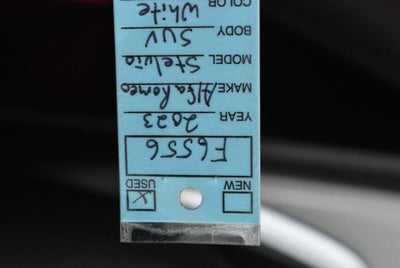 NEW USED
F6556
YEAR 2023
MAKE Alfa Romeo
MODEL Stelvio
BODY SUV
COLOR White